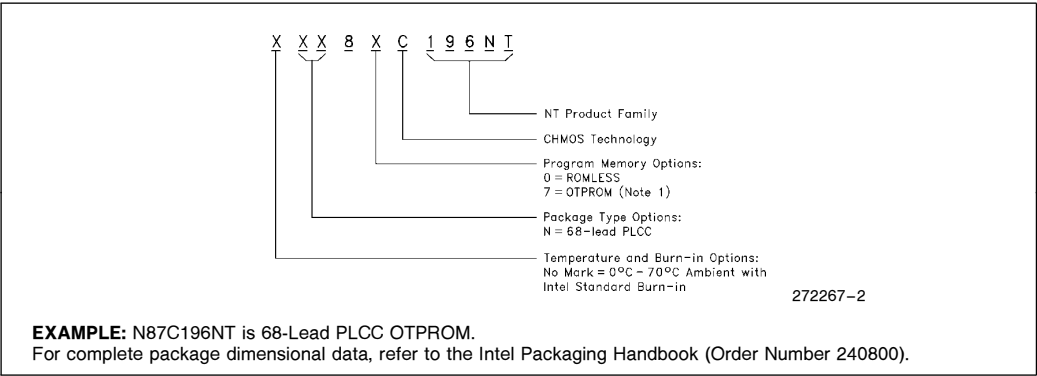 X XX 8 X C 196NT
NT Product Family
CHMOS Technology
Program Memory Options:
0 = ROMLESS
7 = OTPROM (Note 1)
Package Type Options:
N = 68-lead PLCC
Temperature and Burn-in Options:
No Mark = 0°C - 70°C Ambient with
Intel Standard Burn-in
272267–2
EXAMPLE: N87C196NT is 68-Lead PLCC OTPROM.
For complete package dimensional data, refer to the Intel Packaging Handbook (Order Number 240800).